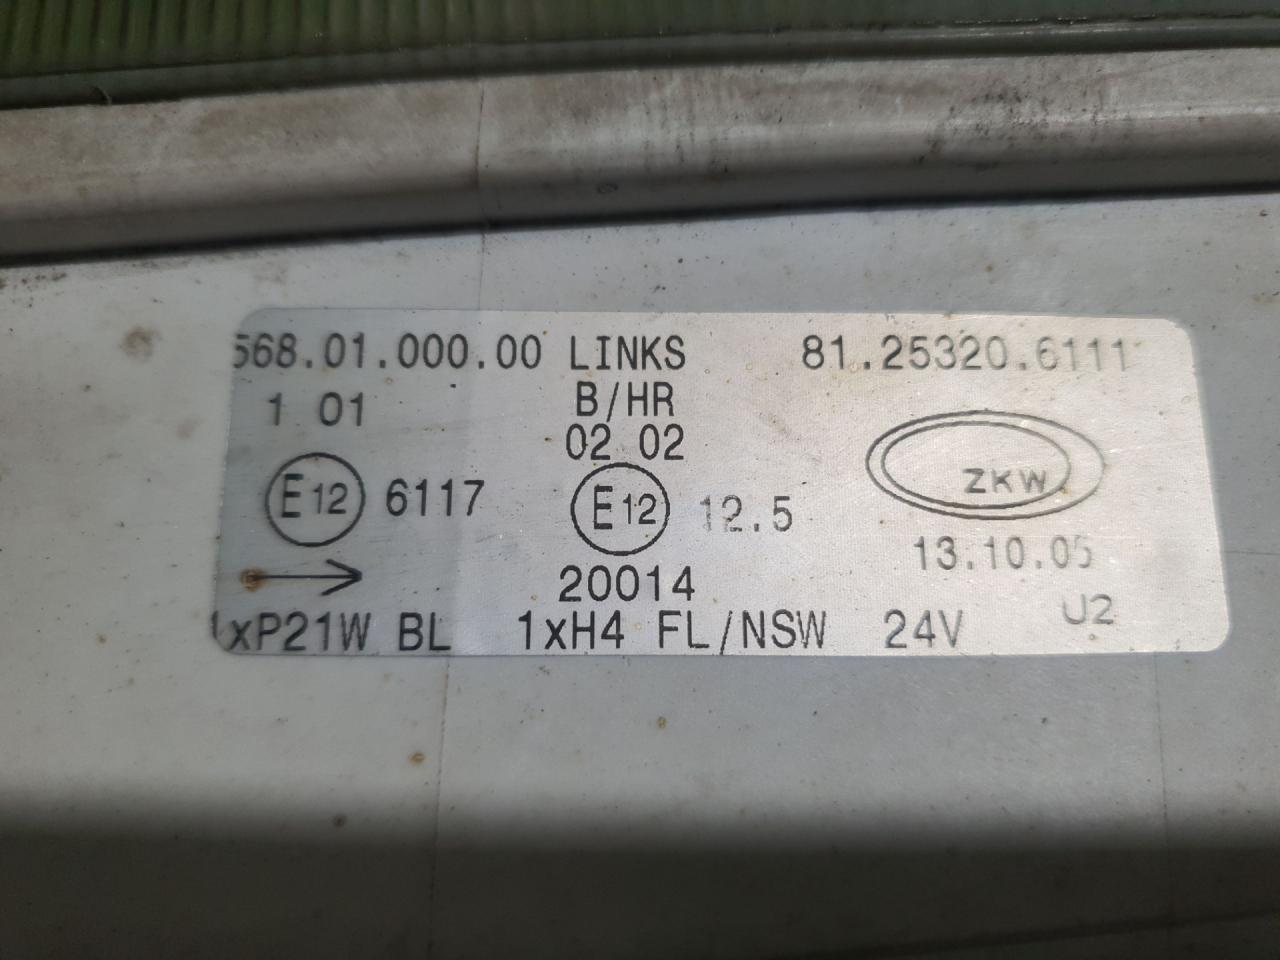 568.01.000.00 LINKS 81.25320.6111
1 01 B/HR
02 02
E12 6117 E12 12.5 ZKW
13.10.05
20014
1xP21W BL 1xH4 FL/NSW 24V U2